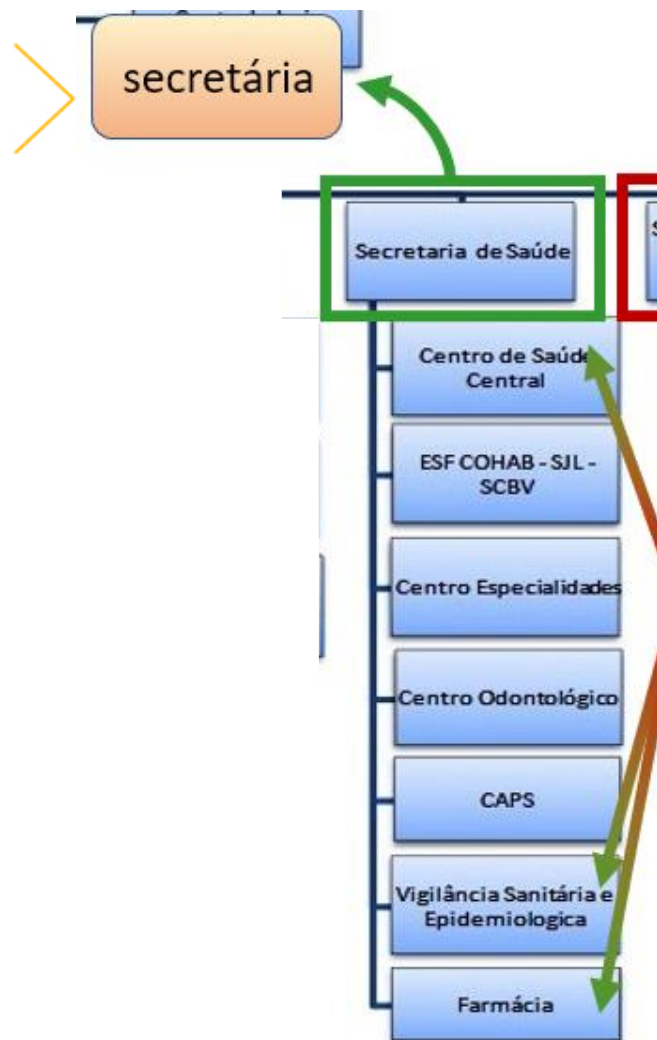 secretária
Secretaria de Saúde
S
Centro de Saúde
Central
ESF COHAB - SJL -
SCBV
Centro Especialidades
Centro Odontológico
CAPS
Vigilância Sanitária e
Epidemiologica
Farmácia